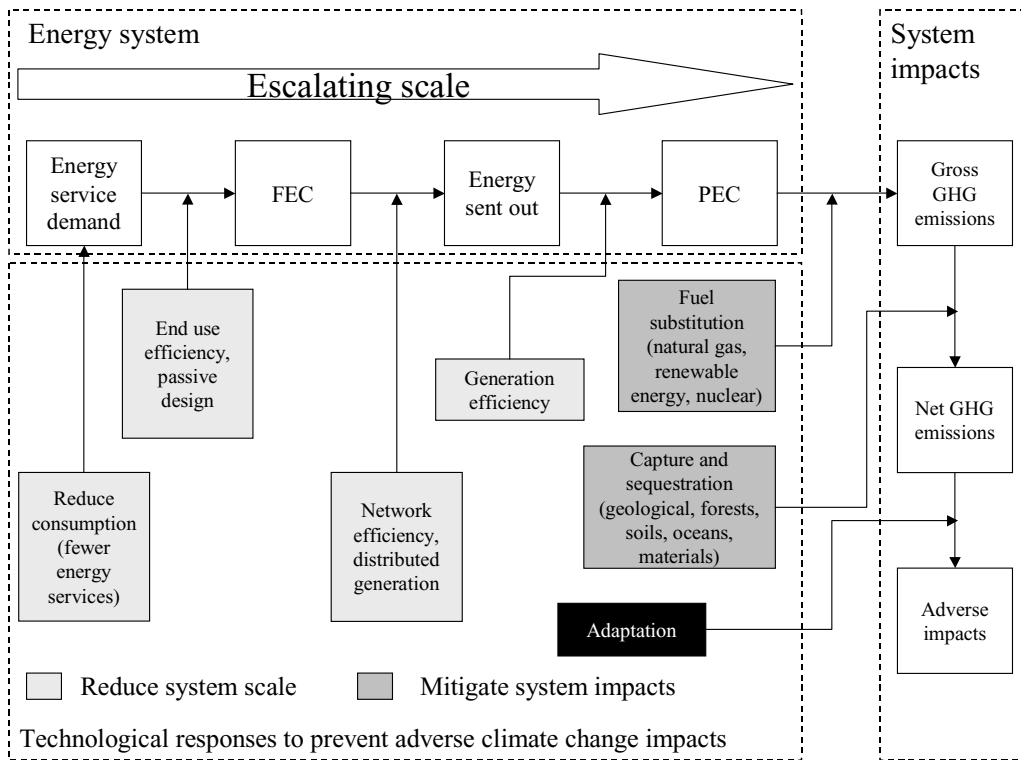 Energy system
System
impacts
Escalating scale
Energy
service
demand
FEC
Energy
sent out
PEC
Gross
GHG
emissions
End use
efficiency,
passive
design
Generation
efficiency
Fuel
substitution
(natural gas,
renewable
energy, nuclear)
Net GHG
emissions
Reduce
consumption
(fewer
energy
services)
Network
efficiency,
distributed
generation
Capture and
sequestration
(geological, forests,
soils, oceans,
materials)
Adaptation
Adverse
impacts
Reduce system scale
Mitigate system impacts
Technological responses to prevent adverse climate change impacts